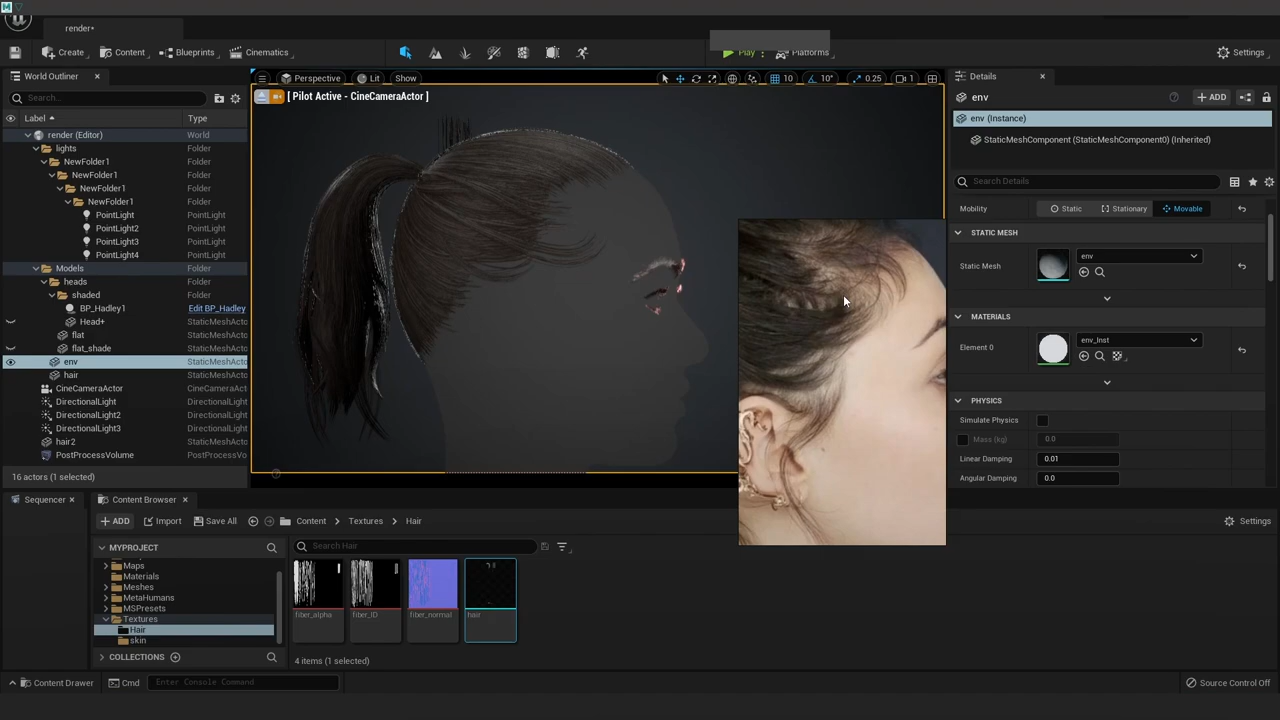 render*
Create
Content
Blueprints
Cinematics
Play
Platforms
Settings
World Outliner
Search...
Label
Type
render (Editor) World
lights Folder
NewFolder1 Folder
NewFolder1 Folder
NewFolder1 Folder
NewFolder1 Folder
PointLight PointLight
PointLight2 PointLight
PointLight3 PointLight
PointLight4 PointLight
Models Folder
heads Folder
shaded Folder
BP_Hadley1 Edit BP_Hadley
Head+ StaticMeshActo
flat StaticMeshActo
flat_shade StaticMeshActo
env StaticMeshActo
hair StaticMeshActo
CineCameraActor CineCameraActo
DirectionalLight DirectionalLight
DirectionalLight2 DirectionalLight
DirectionalLight3 DirectionalLight
hair2 StaticMeshActo
PostProcessVolume PostProcessVo
16 actors (1 selected)
Perspective
Lit
Show
10
10°
0.25
1
[ Pilot Active - CineCameraActor ]
Details
env
ADD
env (Instance)
StaticMeshComponent (StaticMeshComponent0) (Inherited)
Search Details
Mobility
Static
Stationary
Movable
STATIC MESH
Static Mesh
env
MATERIALS
Element 0
env_Inst
PHYSICS
Simulate Physics
Mass (kg)
0.0
Linear Damping
0.01
Angular Damping
0.0
Sequencer
Content Browser
ADD
Import
Save All
Content
Textures
Hair
Settings
MYPROJECT
Maps
Materials
Meshes
MetaHumans
MSPresets
Textures
Hair
skin
COLLECTIONS
Search Hair
fiber_alpha
fiber_ID
fiber_normal
hair
4 items (1 selected)
Content Drawer
Cmd
Enter Console Command
Source Control Off